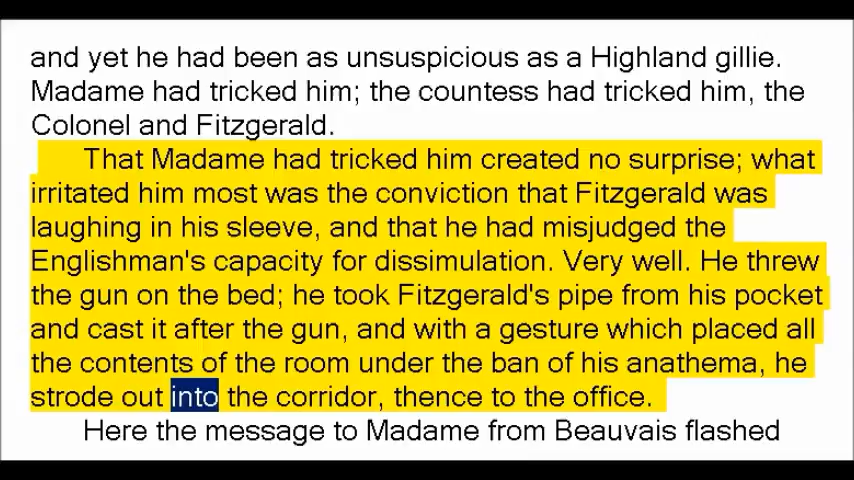 and yet he had been as unsuspicious as a Highland gillie.
Madame had tricked him; the countess had tricked him, the
Colonel and Fitzgerald.
That Madame had tricked him created no surprise; what
irritated him most was the conviction that Fitzgerald was
laughing in his sleeve, and that he had misjudged the
Englishman's capacity for dissimulation. Very well. He threw
the gun on the bed; he took Fitzgerald's pipe from his pocket
and cast it after the gun, and with a gesture which placed all
the contents of the room under the ban of his anathema, he
strode out into the corridor, thence to the office.
Here the message to Madame from Beauvais flashed